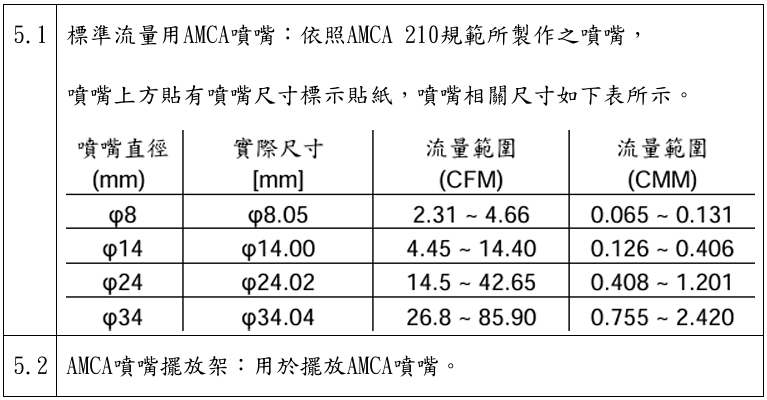 5.1 標準流量用AMCA噴嘴：依照AMCA 210規範所製作之噴嘴，
噴嘴上方貼有噴嘴尺寸標示貼紙，噴嘴相關尺寸如下表所示。
噴嘴直徑 實際尺寸 流量範圍 流量範圍
(mm) [mm] (CFM) (CMM)
φ8 φ8.05 2.31 ~ 4.66 0.065 ~ 0.131
φ14 φ14.00 4.45 ~ 14.40 0.126 ~ 0.406
φ24 φ24.02 14.5 ~ 42.65 0.408 ~ 1.201
φ34 φ34.04 26.8 ~ 85.90 0.755 ~ 2.420
5.2 AMCA噴嘴擺放架：用於擺放AMCA噴嘴。